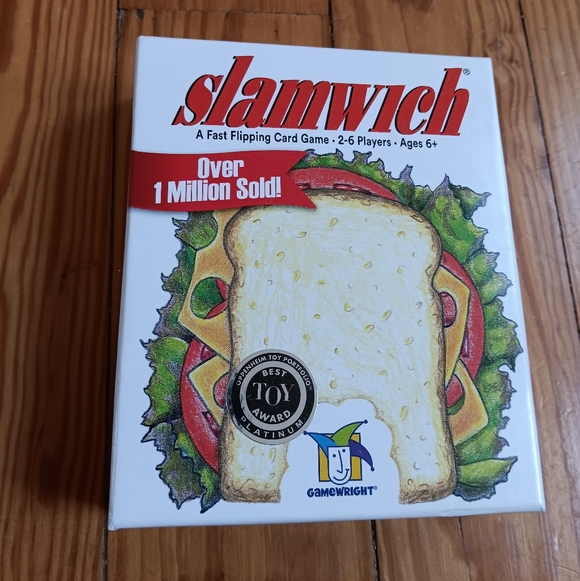 slamwich®
A Fast Flipping Card Game • 2-6 Players • Ages 6+
Over
1 Million Sold!
OPPENHEIM TOY PORTFOLIO™
BEST
TOY
AWARD
PLATINUM
GAMEWRIGHT®